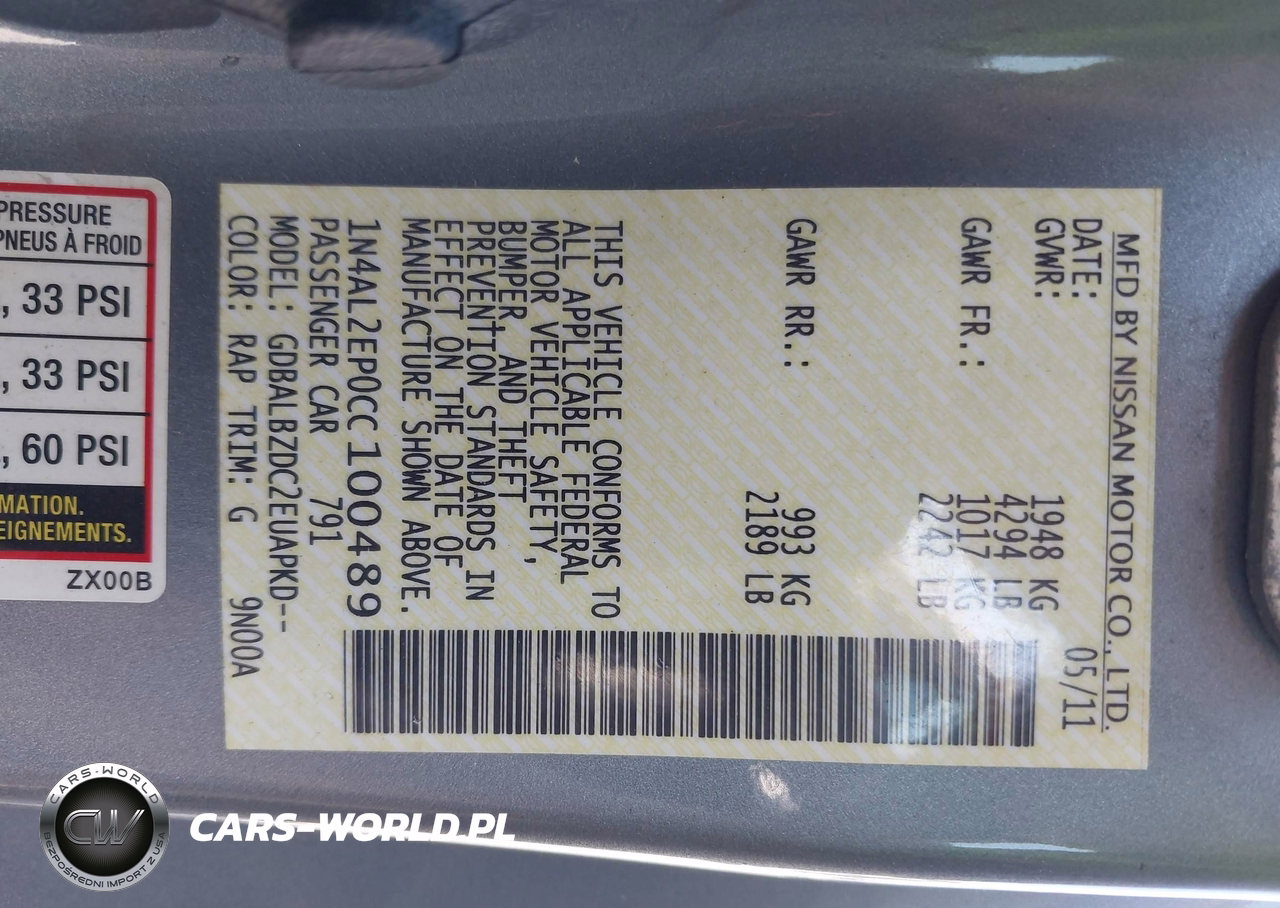 MFD BY NISSAN MOTOR CO., LTD.
DATE: 05/11
GVWR: 1948 KG
4294 LB
GAWR FR.: 1017 KG
2242 LB
GAWR RR.: 993 KG
2189 LB
THIS VEHICLE CONFORMS TO
ALL APPLICABLE FEDERAL
MOTOR VEHICLE SAFETY,
BUMPER, AND THEFT
PREVENTION STANDARDS IN
EFFECT ON THE DATE OF
MANUFACTURE SHOWN ABOVE.
1N4AL2EP0CC100489
PASSENGER CAR 791
MODEL: GDBALBZDC2EUAPKD--
COLOR: RAP TRIM: G 9N000A
PRESSURE
PNEUS À FROID
, 33 PSI
, 33 PSI
, 60 PSI
MATION.
EIGNEMENTS.
ZX00B
CARS-WORLD
CW
BEZPOŚREDNI IMPORT Z USA
CARS-WORLD.PL